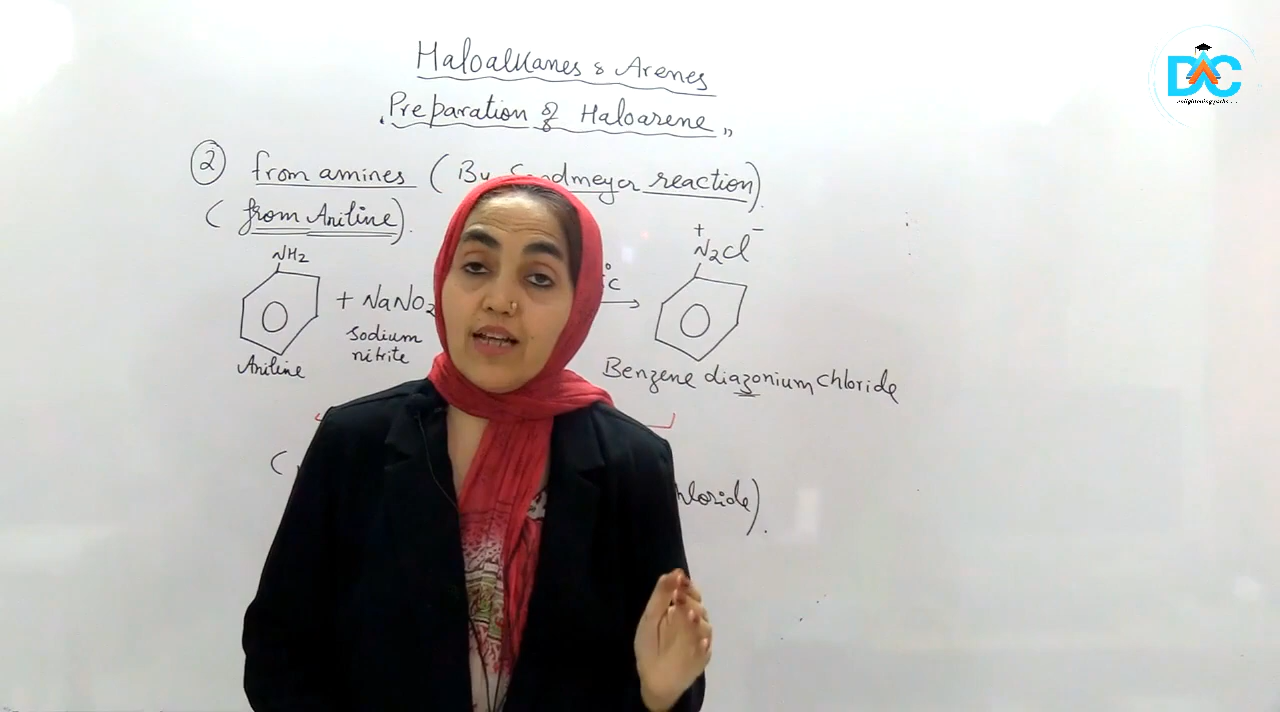 Haloalkanes & Arenes
Preparation of Haloarene
② from amines ( By Sandmeyer reaction).
( from Aniline).
NH2
+ NaNO2
sodium
nitrite
Aniline
°C
+ N2Cl −
Benzene diazonium chloride
hloride).
DAC